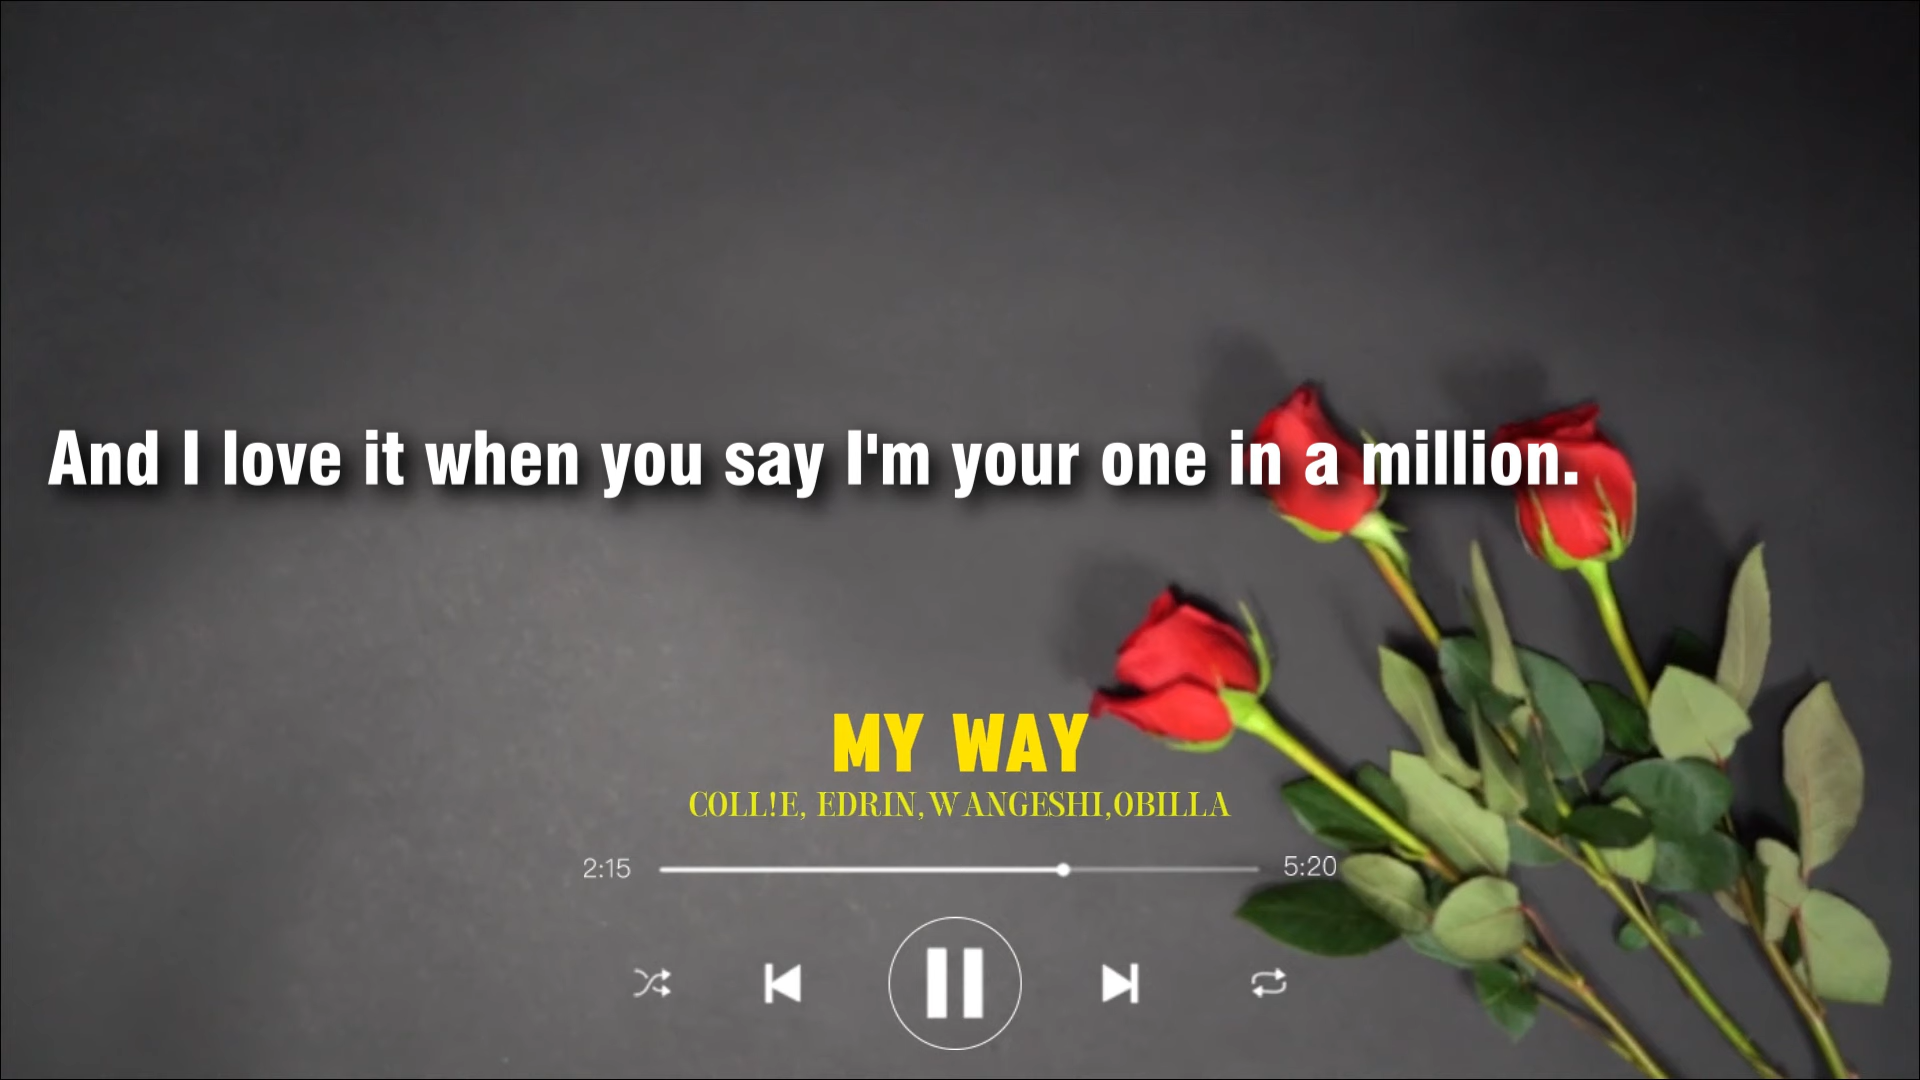 And I love it when you say I'm your one in a million.
MY WAY
COLL!E, EDRIN,WANGESHI,OBILLA
2:15 5:20